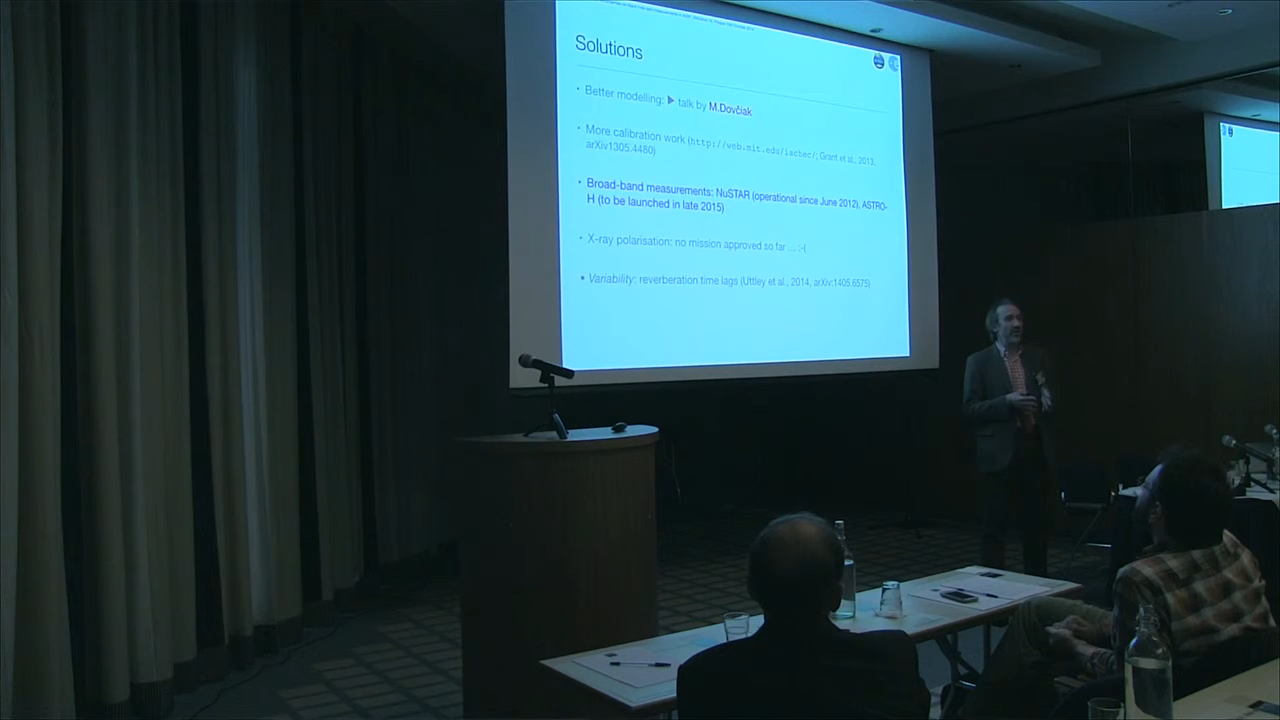 Solutions
• Better modelling: ▶ talk by M.Dovčiak
• More calibration work (http://web.mit.edu/iachec/; Grant et al., 2013,
arXiv1305.4480)
• Broad-band measurements: NuSTAR (operational since June 2012), ASTRO-
H (to be launched in late 2015)
• X-ray polarisation: no mission approved so far ... :-(
• Variability: reverberation time lags (Uttley et al., 2014, arXiv:1405.6575)